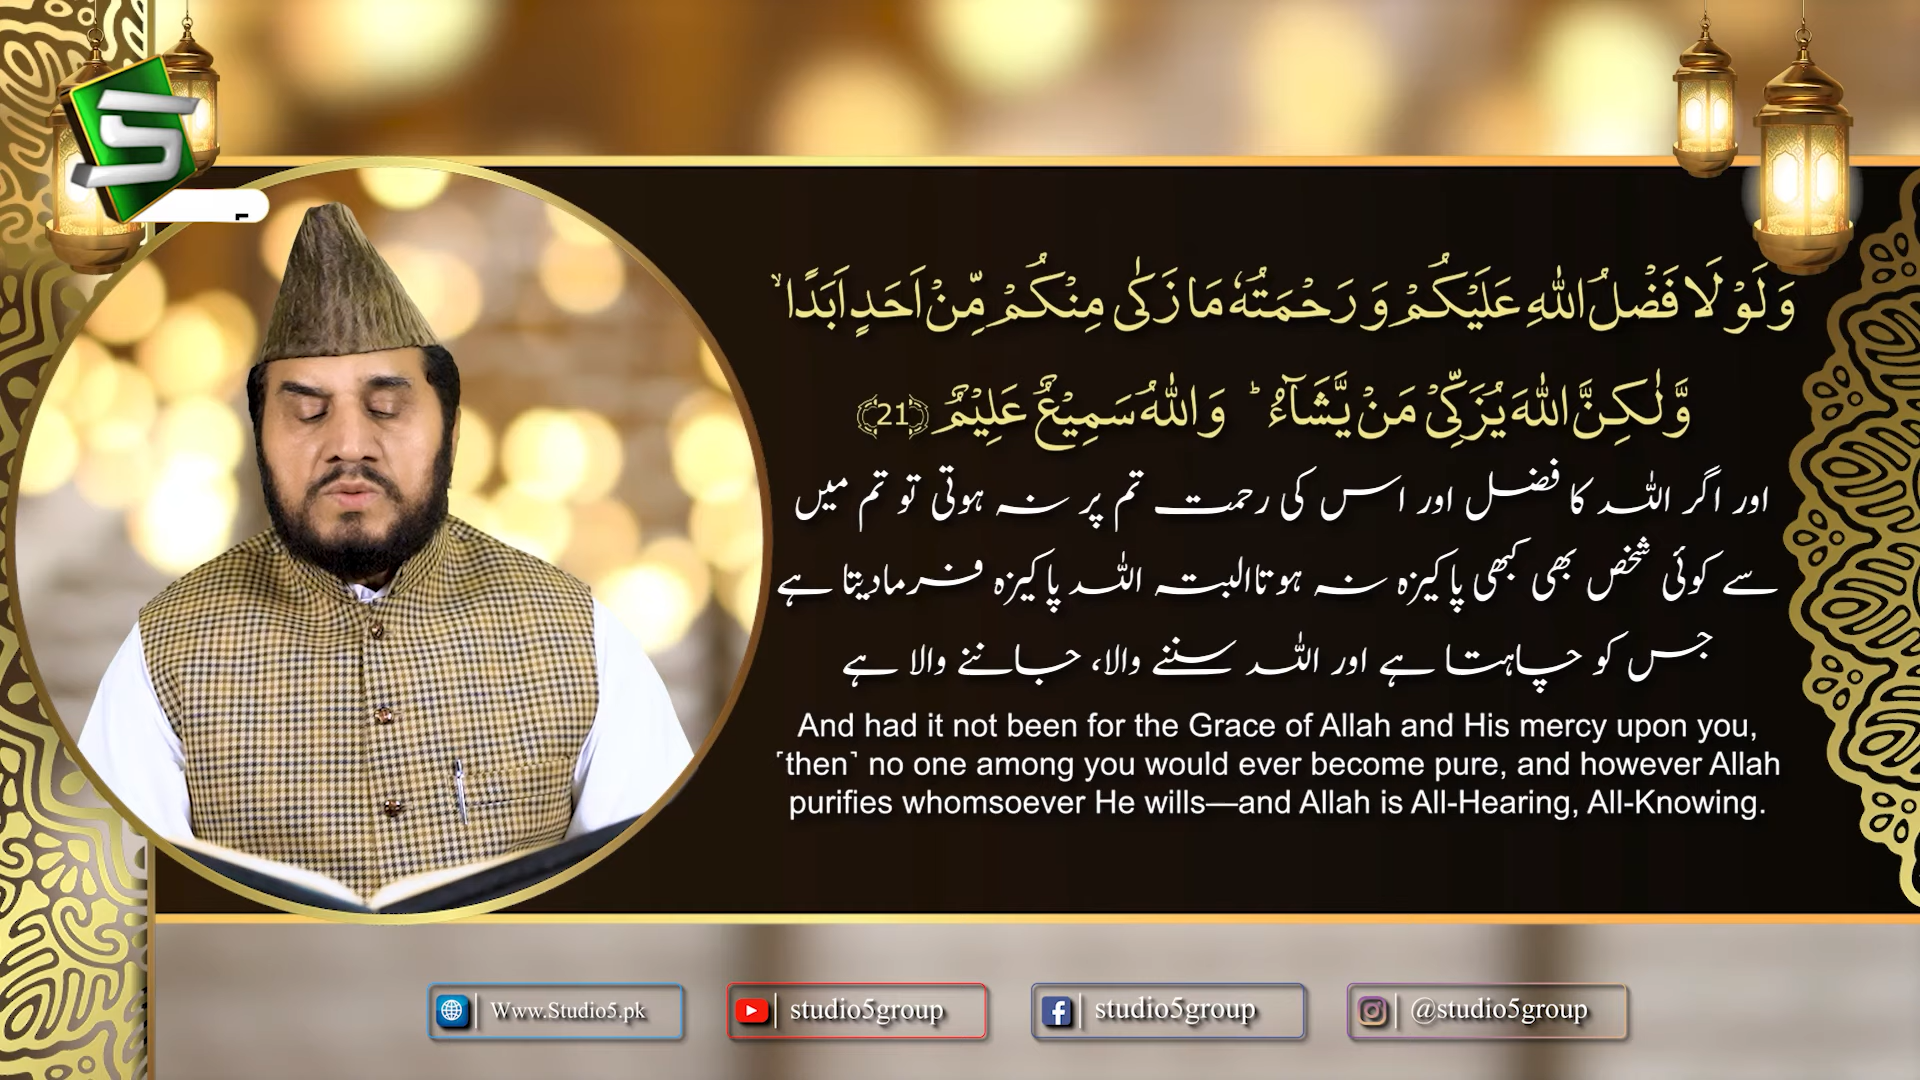 وَلَوْ لَا فَضْلُ اللّٰهِ عَلَیْكُمْ وَ رَحْمَتُهٗ مَا زَكٰى مِنْكُمْ مِّنْ اَحَدٍ اَبَدًا ۙ
وَّ لٰكِنَّ اللّٰهَ یُزَكِّیْ مَنْ یَّشَآءُ ؕ وَ اللّٰهُ سَمِیْعٌ عَلِیْمٌ ﴿21﴾
اور اگر اللہ کا فضل اور اس کی رحمت تم پر نہ ہوتی تو تم میں
سے کوئی شخص بھی کبھی پاکیزہ نہ ہوتا البتہ اللہ پاکیزہ فرمادیتا ہے
جس کو چاہتا ہے اور اللہ سننے والا، جاننے والا ہے
And had it not been for the Grace of Allah and His mercy upon you,
˹then˺ no one among you would ever become pure, and however Allah
purifies whomsoever He wills—and Allah is All-Hearing, All-Knowing.
Www.Studio5.pk
studio5group
studio5group
@studio5group